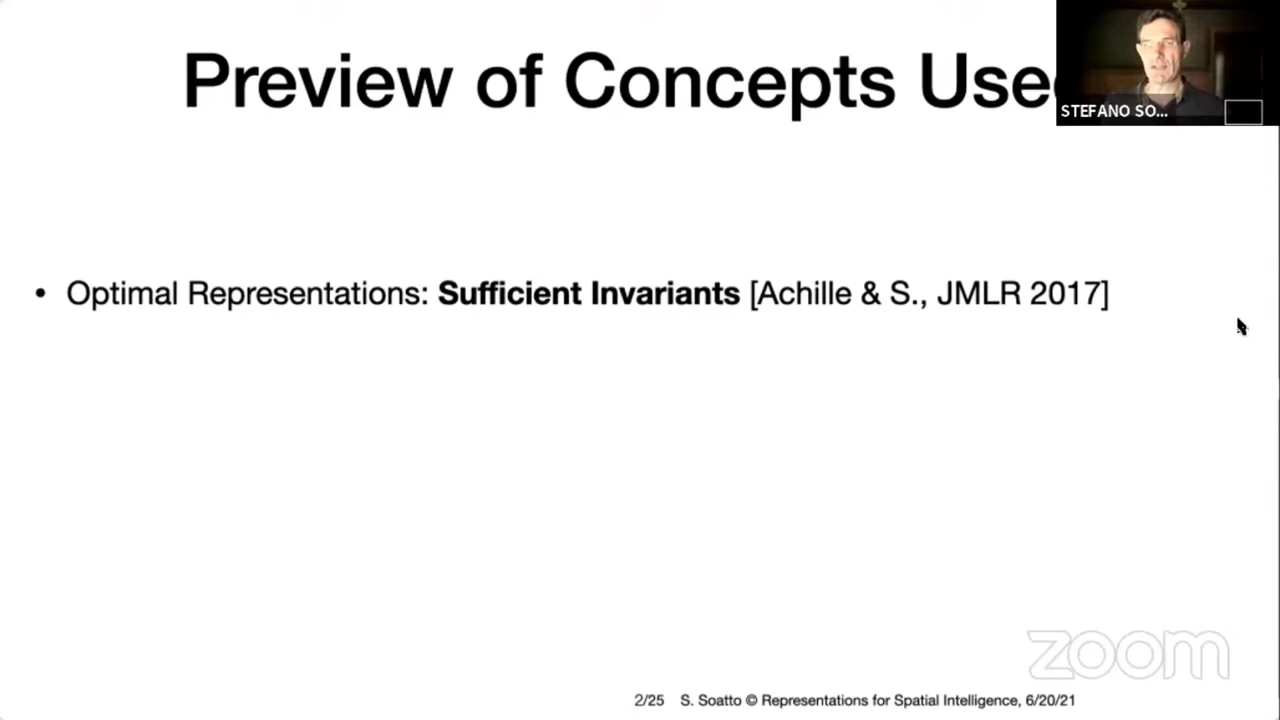 Preview of Concepts Use
STEFANO SO...
• Optimal Representations: Sufficient Invariants [Achille & S., JMLR 2017]
zoom
2/25 S. Soatto © Representations for Spatial Intelligence, 6/20/21